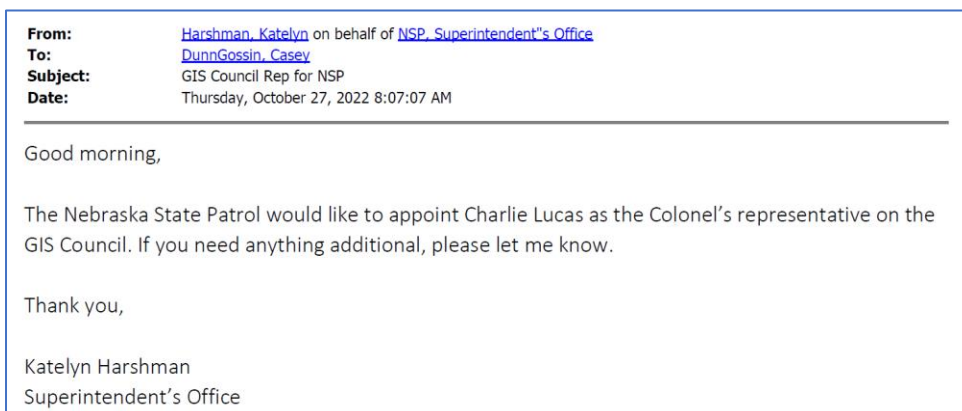 From: Harshman, Katelyn on behalf of NSP, Superintendent"s Office
To: DunnGossin, Casey
Subject: GIS Council Rep for NSP
Date: Thursday, October 27, 2022 8:07:07 AM
Good morning,
The Nebraska State Patrol would like to appoint Charlie Lucas as the Colonel’s representative on the
GIS Council. If you need anything additional, please let me know.
Thank you,
Katelyn Harshman
Superintendent’s Office